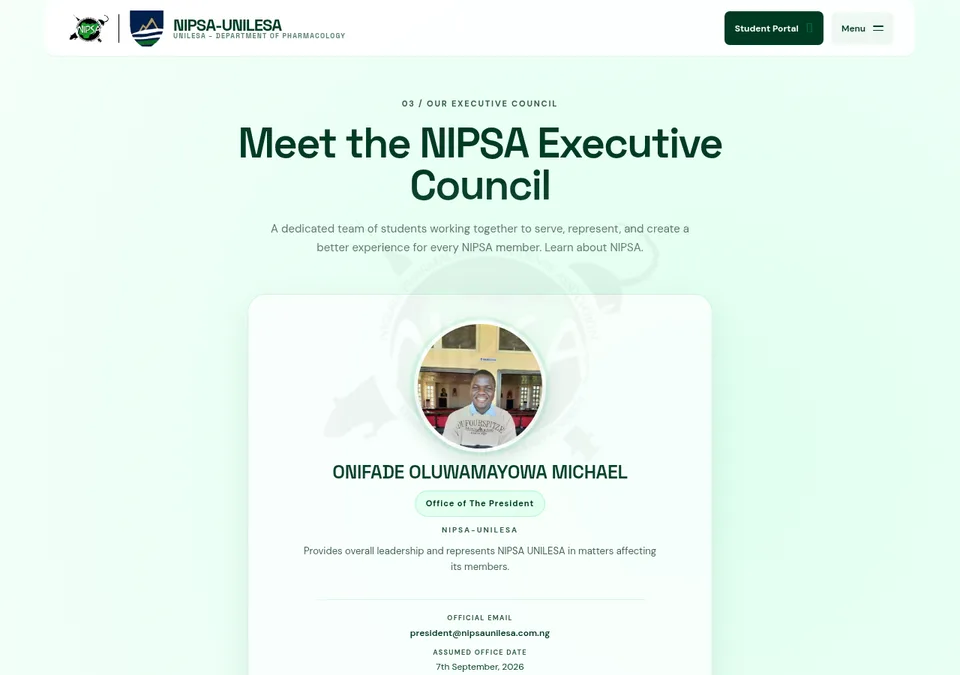 NIPSA
NIPSA-UNILESA
UNILESA – DEPARTMENT OF PHARMACOLOGY
Student Portal
Menu
03 / OUR EXECUTIVE COUNCIL
Meet the NIPSA Executive
Council
A dedicated team of students working together to serve, represent, and create a
better experience for every NIPSA member. Learn about NIPSA.
ONIFADE OLUWAMAYOWA MICHAEL
Office of The President
NIPSA-UNILESA
Provides overall leadership and represents NIPSA UNILESA in matters affecting
its members.
OFFICIAL EMAIL
president@nipsaunilesa.com.ng
ASSUMED OFFICE DATE
7th September, 2026